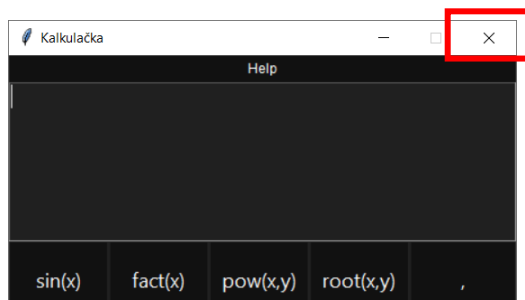 Kalkulačka
Help
sin(x) fact(x) pow(x,y) root(x,y) ,